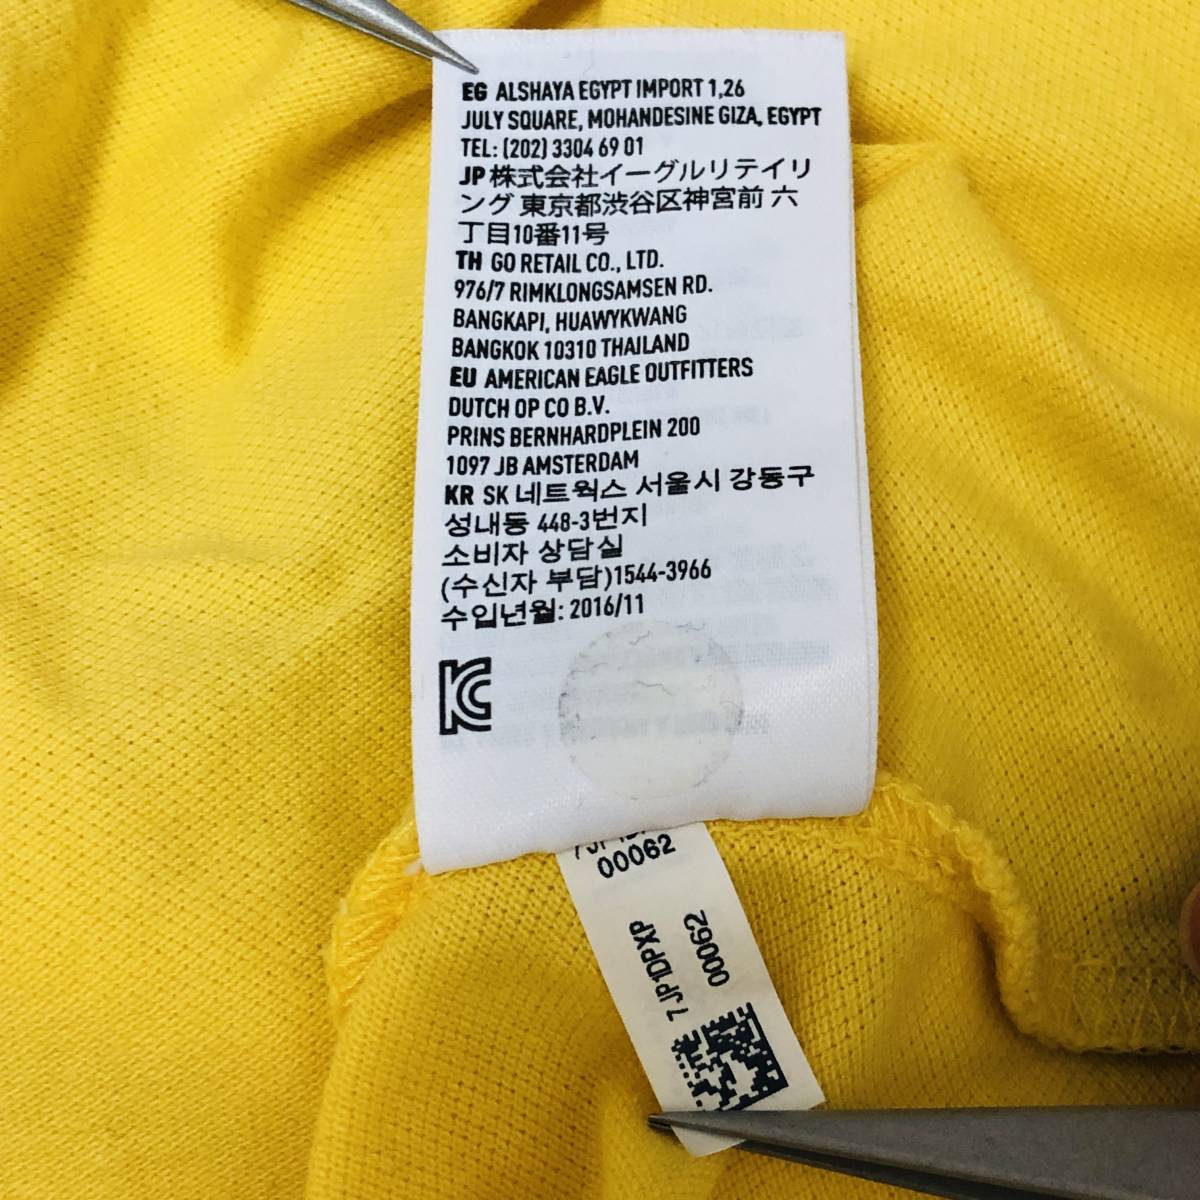 EG ALSHAYA EGYPT IMPORT 1,26
JULY SQUARE, MOHANDESINE GIZA, EGYPT
TEL: (202) 3304 69 01
JP 株式会社イーグルリテイリ
ング 東京都渋谷区神宮前 六
丁目10番11号
TH GO RETAIL CO., LTD.
976/7 RIMKLONGSAMSEN RD.
BANGKAPI, HUAWYKWANG
BANGKOK 10310 THAILAND
EU AMERICAN EAGLE OUTFITTERS
DUTCH OP CO B.V.
PRINS BERNHARDPLEIN 200
1097 JB AMSTERDAM
KR SK 네트웍스 서울시 강동구
성내동 448-3번지
소비자 상담실
(수신자 부담)1544-3966
수입년월: 2016/11
KC
00062
7JP1DPXP
00062